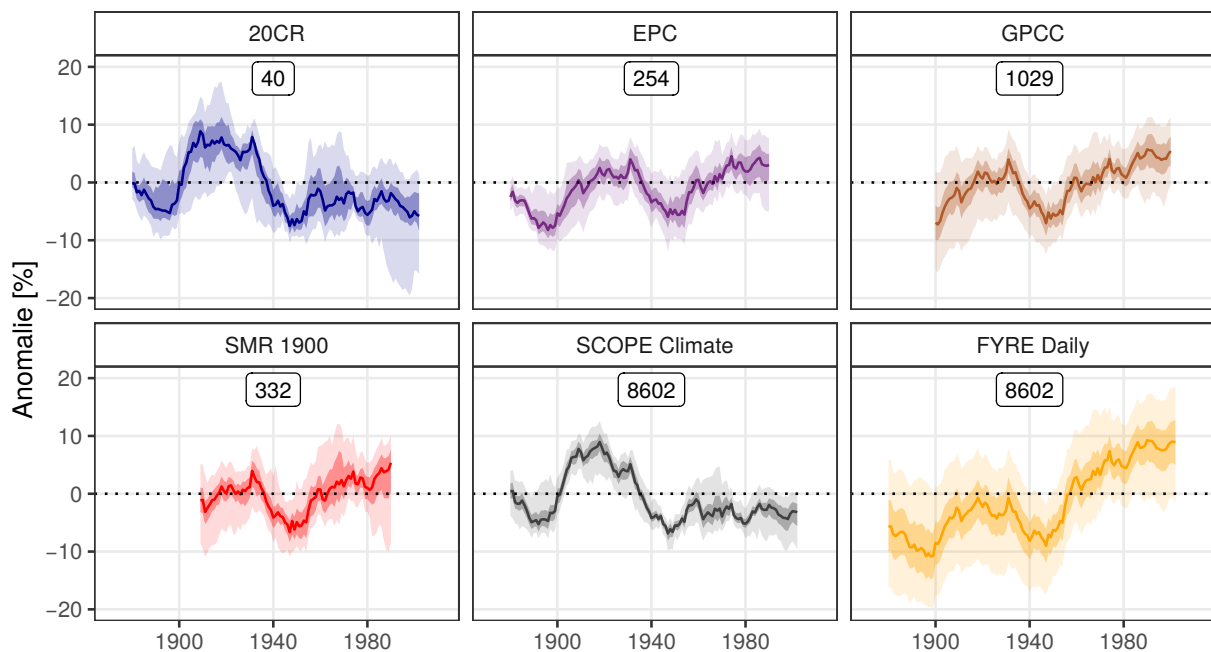 20CR EPC GPCC
20 40 254 1029
10
0
−10
−20
Anomalie [%]
SMR 1900 SCOPE Climate FYRE Daily
20 332 8602 8602
10
0
−10
−20
1900 1940 1980 1900 1940 1980 1900 1940 1980